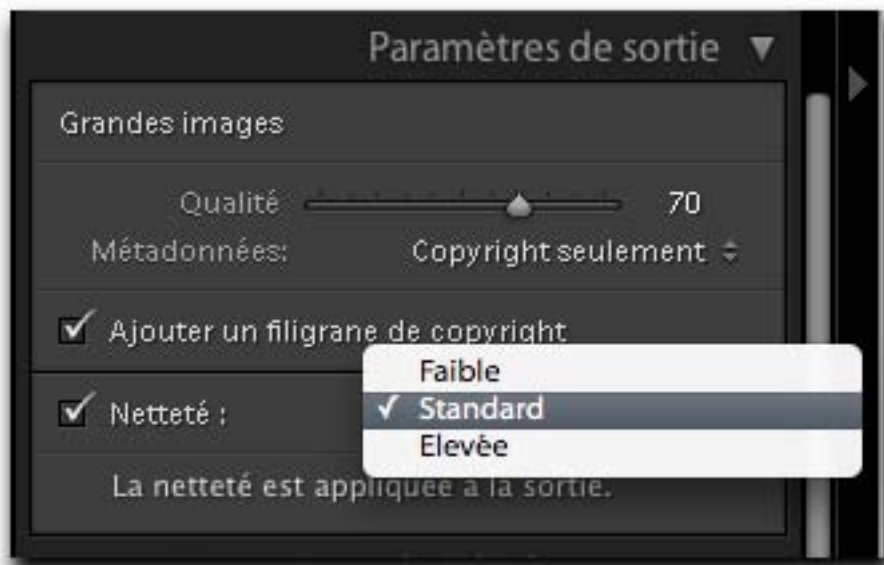 Paramètres de sortie
Grandes images
Qualité 70
Métadonnées: Copyright seulement
Ajouter un filigrane de copyright
Faible
Netteté : Standard
Elevée
La netteté est appliquée à la sortie.